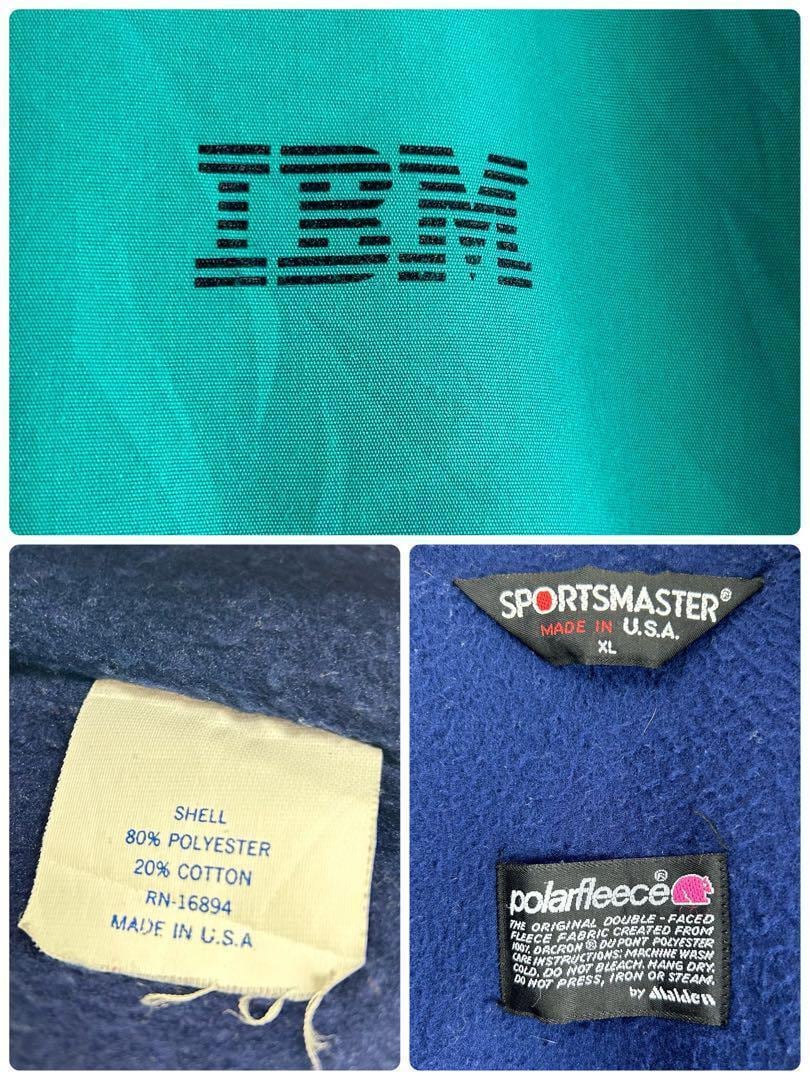 IBM
SHELL
80% POLYESTER
20% COTTON
RN-16894
MADE IN U.S.A
SPORTSMASTER®
MADE IN U.S.A.
XL
polarfleece®
THE ORIGINAL DOUBLE-FACED
FLEECE FABRIC CREATED FROM
100% DACRON® DU PONT POLYESTER
CARE INSTRUCTIONS: MACHINE WASH
COLD. DO NOT BLEACH. HANG DRY.
DO NOT PRESS, IRON OR STEAM.
by Malden